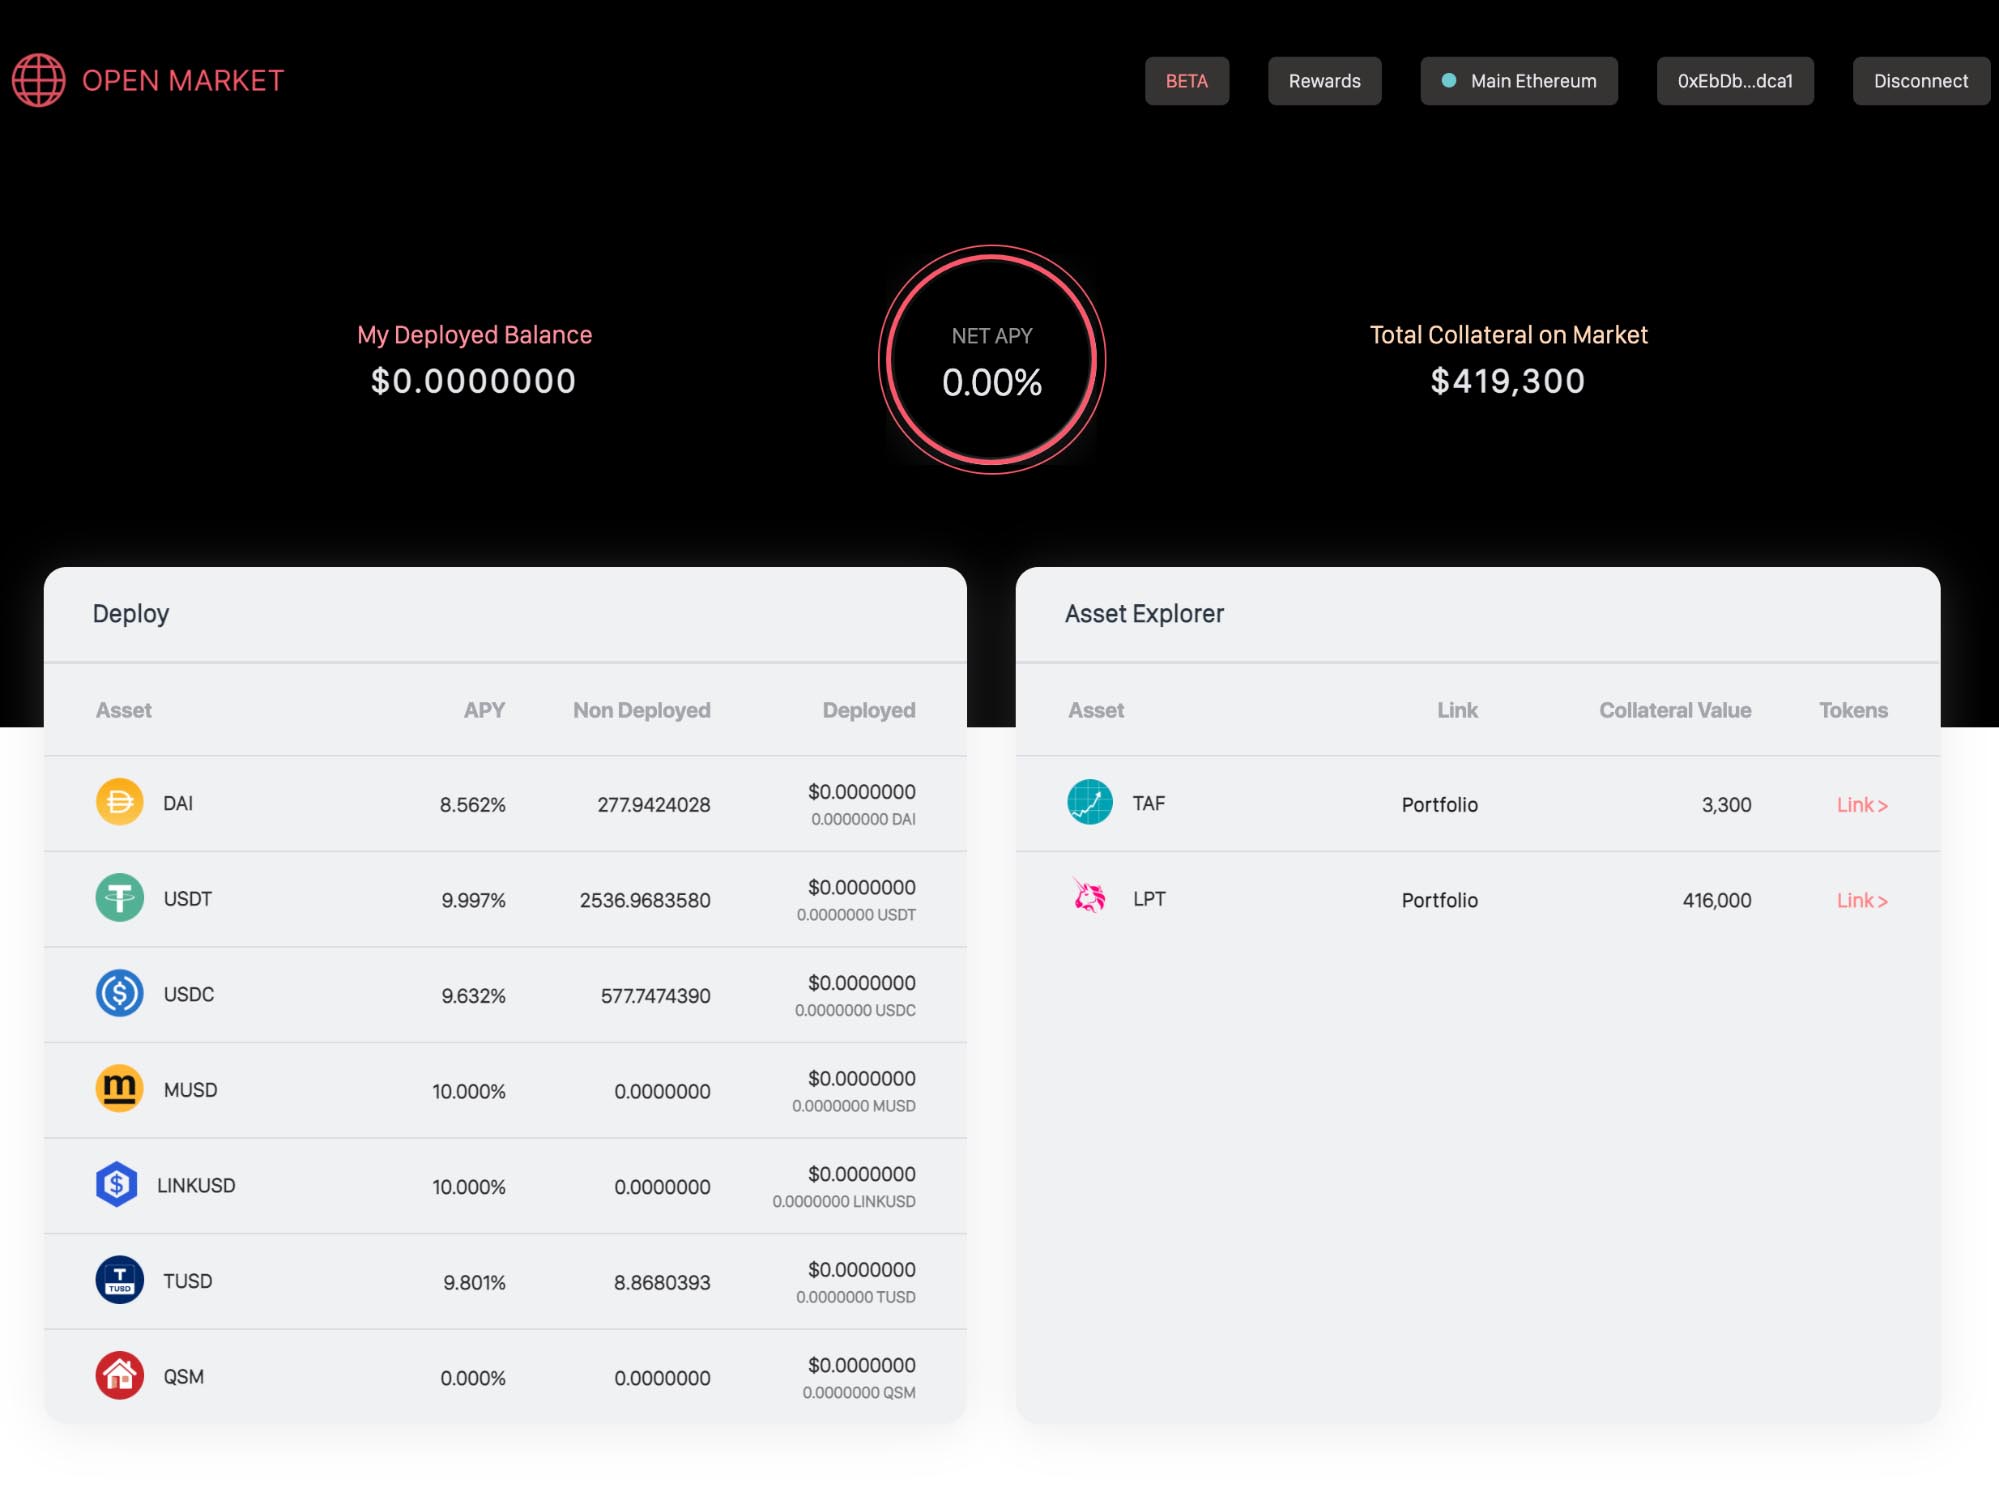 OPEN MARKET
BETA
Rewards
Main Ethereum
0xEbDb...dca1
Disconnect
My Deployed Balance
$0.0000000
NET APY
0.00%
Total Collateral on Market
$419,300
Deploy
Asset APY Non Deployed Deployed
DAI 8.562% 277.9424028 $0.0000000
0.0000000 DAI
USDT 9.997% 2536.9683580 $0.0000000
0.0000000 USDT
USDC 9.632% 577.7474390 $0.0000000
0.0000000 USDC
m MUSD 10.000% 0.0000000 $0.0000000
0.0000000 MUSD
LINKUSD 10.000% 0.0000000 $0.0000000
0.0000000 LINKUSD
T
TUSD
TUSD 9.801% 8.8680393 $0.0000000
0.0000000 TUSD
QSM 0.000% 0.0000000 $0.0000000
0.0000000 QSM
Asset Explorer
Asset Link Collateral Value Tokens
TAF Portfolio 3,300 Link >
LPT Portfolio 416,000 Link >